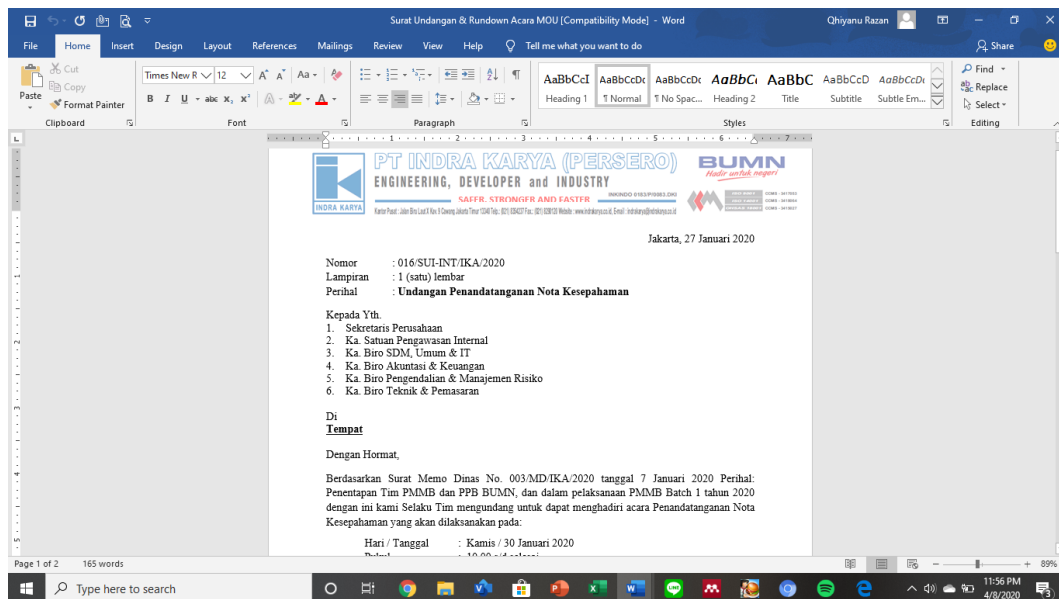 Surat Undangan & Rundown Acara MOU [Compatibility Mode] - Word
Qhiyanu Razan
File Home Insert Design Layout References Mailings Review View Help Tell me what you want to do Share
Paste
Cut
Copy
Format Painter
Times New R 12
AaBbCcI AaBbCcDc AaBbCcDc AaBbC AaBbC AaBbCcD AaBbCcDı
Heading 1 ¶ Normal ¶ No Spac... Heading 2 Title Subtitle Subtle Em...
Find
Replace
Select
Clipboard Font Paragraph Styles Editing
PT INDRA KARYA (PERSERO)
ENGINEERING, DEVELOPER and INDUSTRY
SAFER, STRONGER AND FASTER
INDRA KARYA
BUMN
Hadir untuk negeri
Jakarta, 27 Januari 2020
Nomor : 016/SUI-INT/IKA/2020
Lampiran : 1 (satu) lembar
Perihal : Undangan Penandatanganan Nota Kesepahaman
Kepada Yth.
1. Sekretaris Perusahaan
2. Ka. Satuan Pengawasan Internal
3. Ka. Biro SDM, Umum & IT
4. Ka. Biro Akuntasi & Keuangan
5. Ka. Biro Pengendalian & Manajemen Risiko
6. Ka. Biro Teknik & Pemasaran
Di
Tempat
Dengan Hormat,
Berdasarkan Surat Memo Dinas No. 003/MD/IKA/2020 tanggal 7 Januari 2020 Perihal:
Penentapan Tim PMMB dan PPB BUMN, dan dalam pelaksanaan PMMB Batch 1 tahun 2020
dengan ini kami Selaku Tim mengundang untuk dapat menghadiri acara Penandatanganan Nota
Kesepahaman yang akan dilaksanakan pada:
Hari / Tanggal : Kamis / 30 Januari 2020
Page 1 of 2 165 words
89%
Type here to search
11:56 PM
4/8/2020